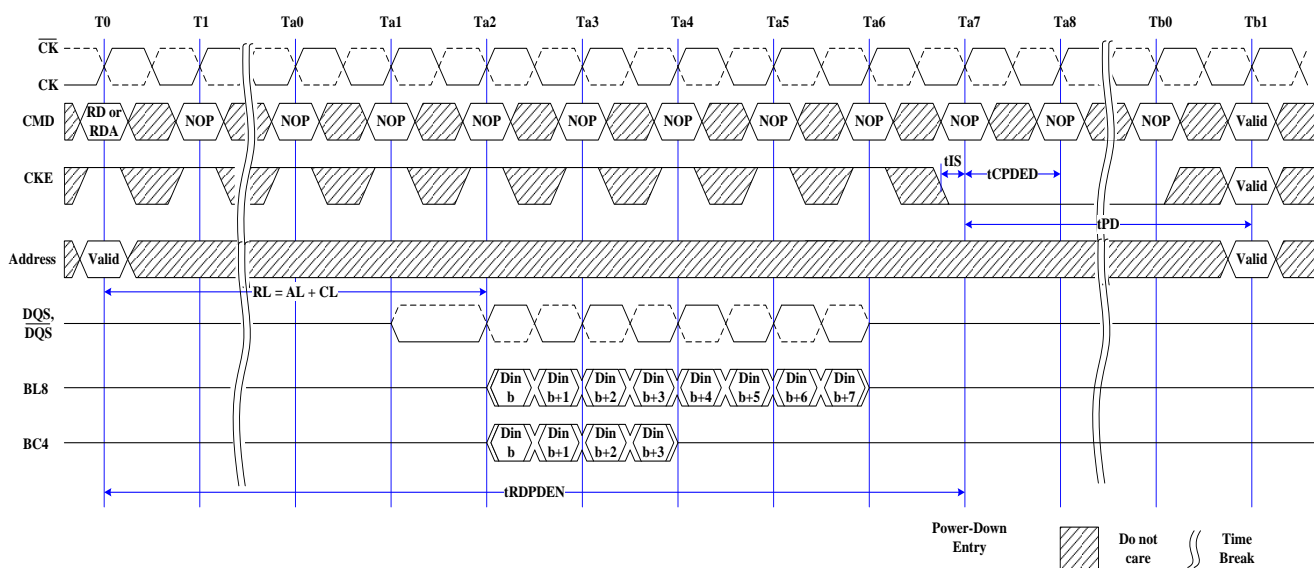 T0 T1 Ta0 Ta1 Ta2 Ta3 Ta4 Ta5 Ta6 Ta7 Ta8 Tb0 Tb1
CK
CK
CMD RD or RDA NOP NOP NOP NOP NOP NOP NOP NOP NOP NOP NOP Valid
tIS
CKE tCPDED Valid
tPD
Address Valid Valid
RL = AL + CL
DQS,
DQS
BL8 Din b Din b+1 Din b+2 Din b+3 Din b+4 Din b+5 Din b+6 Din b+7
BC4 Din b Din b+1 Din b+2 Din b+3
tRDPDEN
Power-Down
Entry
Do not
care
Time
Break